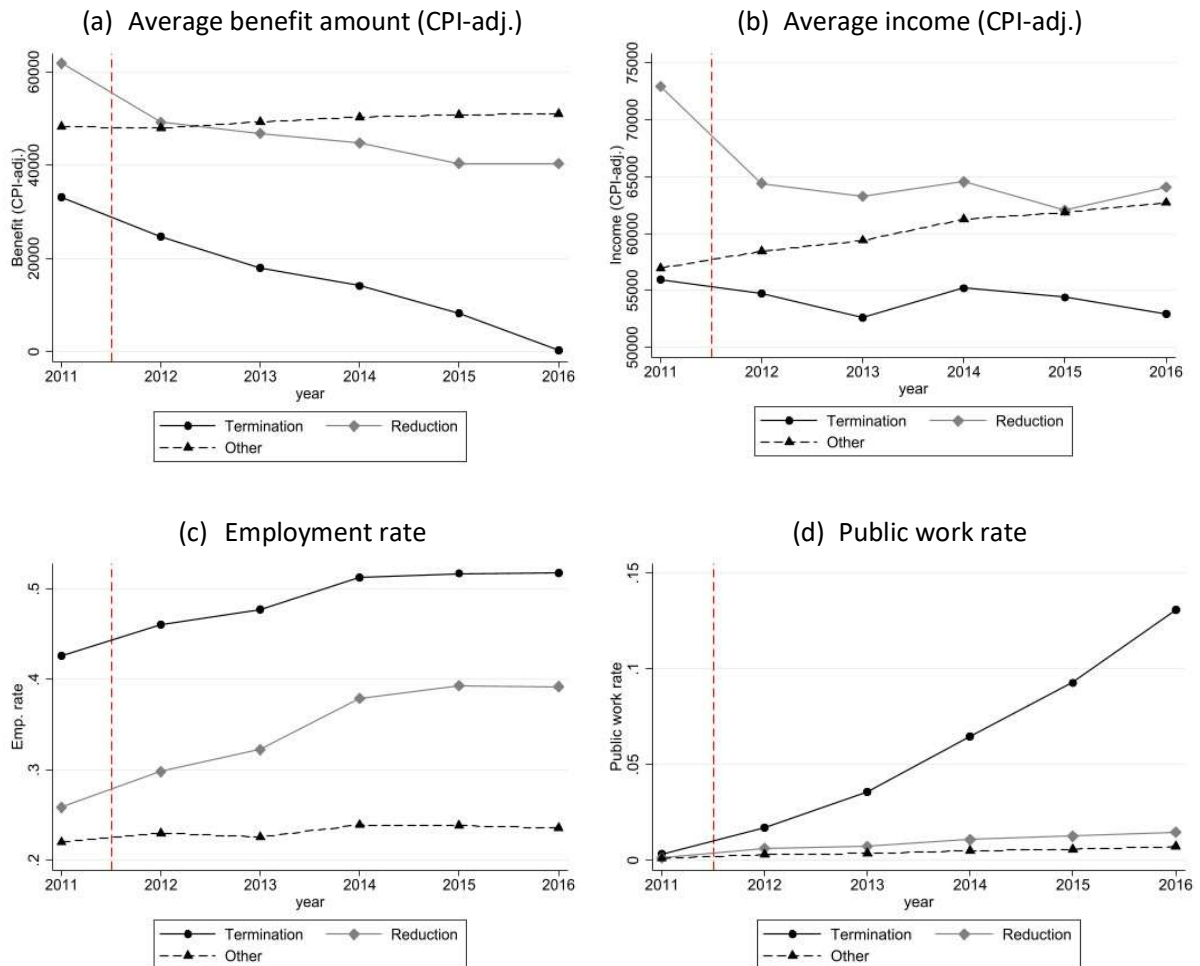 (a) Average benefit amount (CPI-adj.)
Benefit (CPI-adj.)
60000
40000
20000
0
2011 2012 2013 2014 2015 2016
year
Termination Reduction
Other
(b) Average income (CPI-adj.)
Income (CPI-adj.)
75000
70000
65000
60000
55000
50000
2011 2012 2013 2014 2015 2016
year
Termination Reduction
Other
(c) Employment rate
Emp. rate
.5
.4
.3
.2
2011 2012 2013 2014 2015 2016
year
Termination Reduction
Other
(d) Public work rate
Public work rate
.15
.1
.05
0
2011 2012 2013 2014 2015 2016
year
Termination Reduction
Other